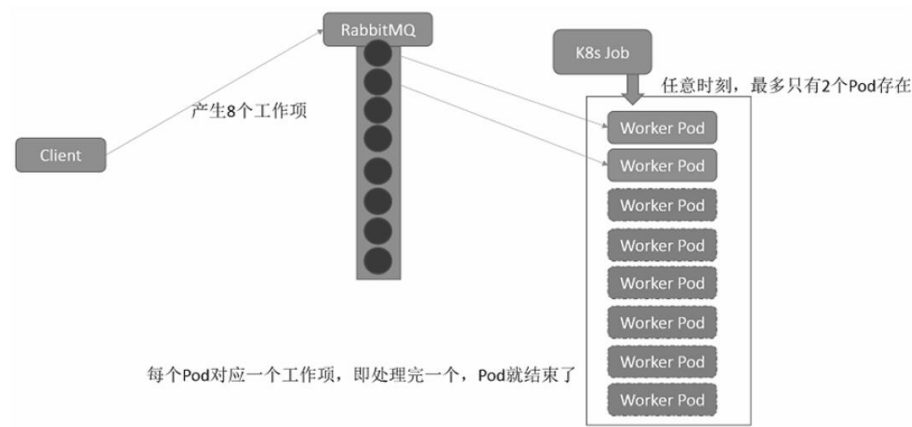 RabbitMQ
K8s Job
任意时刻，最多只有2个Pod存在
产生8个工作项
Client
Worker Pod
Worker Pod
Worker Pod
Worker Pod
Worker Pod
Worker Pod
Worker Pod
Worker Pod
每个Pod对应一个工作项，即处理完一个，Pod就结束了